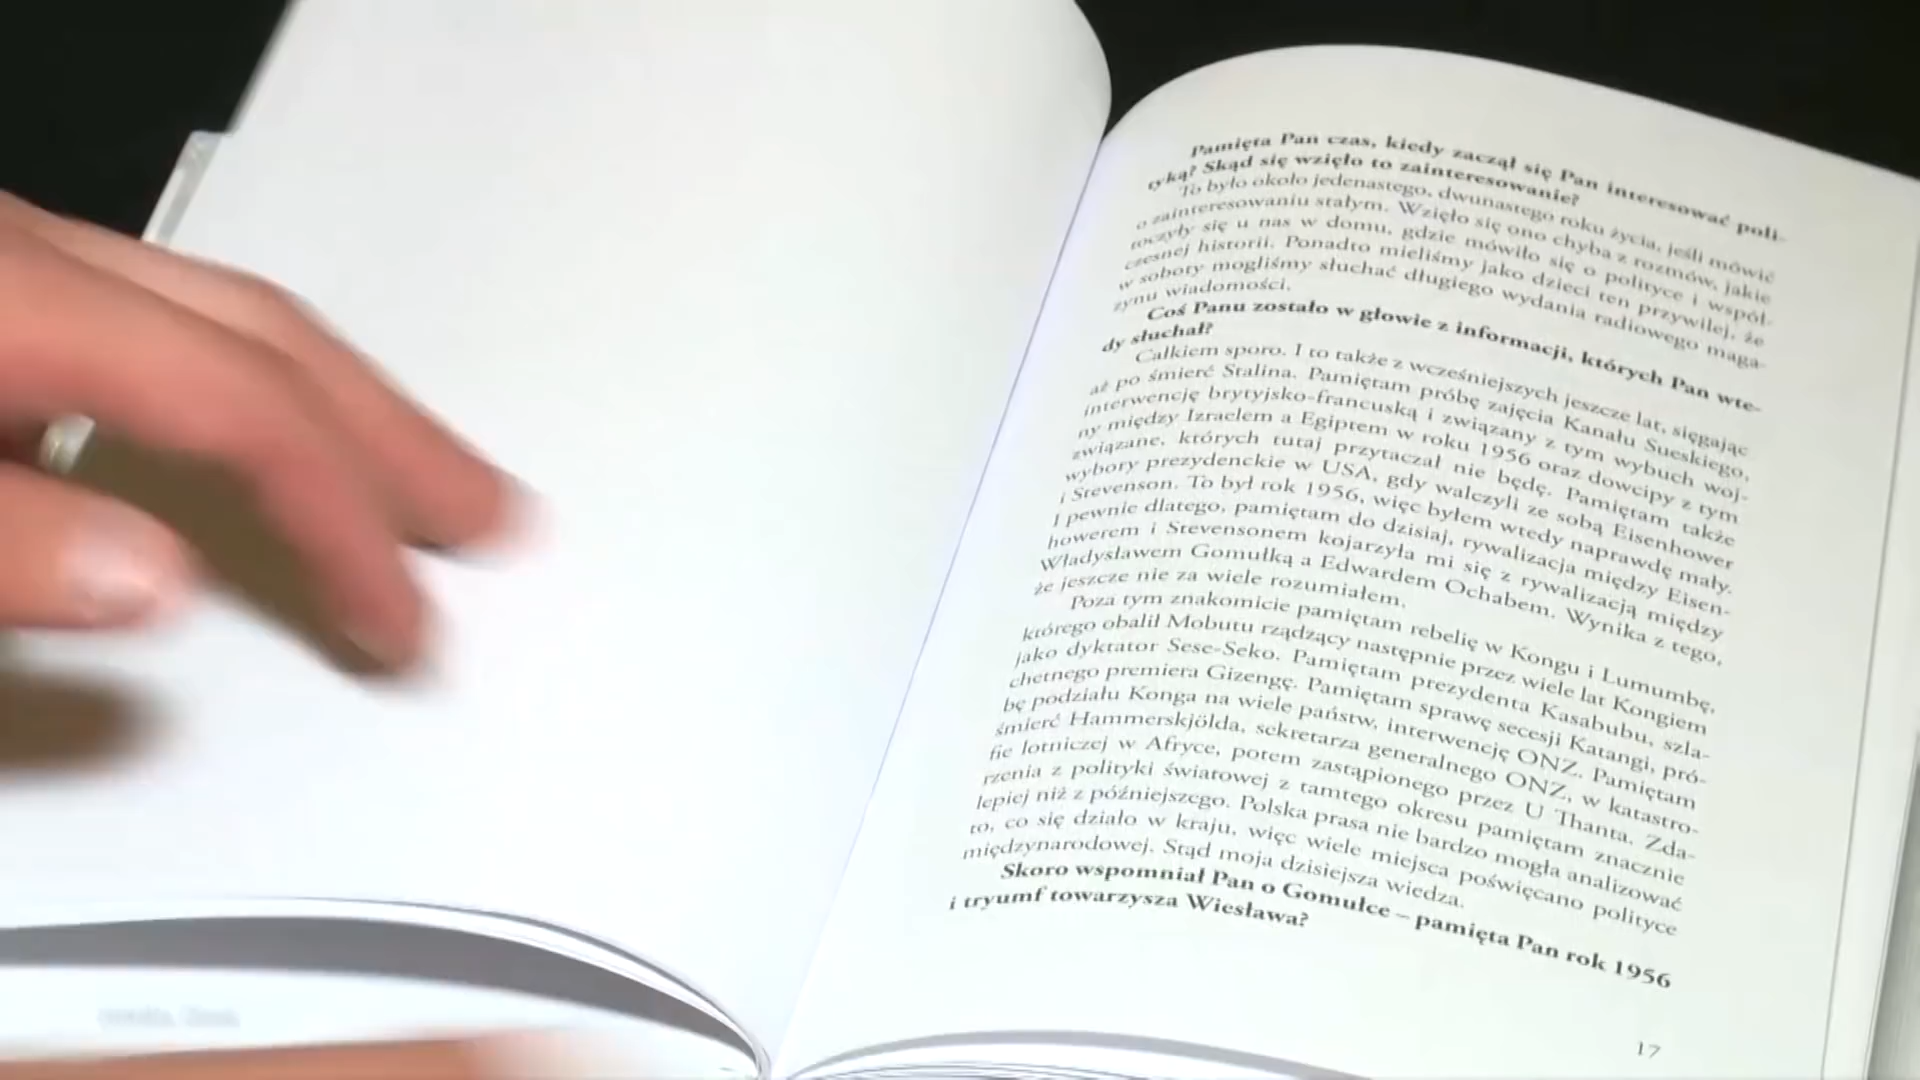 Pamięta Pan czas, kiedy zaczął się Pan interesować poli-
tyką? Skąd się wzięło to zainteresowanie?
To było około jedenastego, dwunastego roku życia, jeśli mówić
o zainteresowaniu stałym. Wzięło się ono chyba z rozmów, jakie
toczyły się u nas w domu, gdzie mówiło się o polityce i współ-
czesnej historii. Ponadto mieliśmy jako dzieci ten przywilej, że
w soboty mogliśmy słuchać długiego wydania radiowego maga-
zynu wiadomości.
Coś Panu zostało w głowie z informacji, których Pan wte-
dy słuchał?
Całkiem sporo. I to także z wcześniejszych jeszcze lat, sięgając
aż po śmierć Stalina. Pamiętam próbę zajęcia Kanału Sueskiego,
interwencję brytyjsko-francuską i związany z tym wybuch woj-
ny między Izraelem a Egiptem w roku 1956 oraz dowcipy z tym
związane, których tutaj przytaczał nie będę. Pamiętam także
wybory prezydenckie w USA, gdy walczyli ze sobą Eisenhower
i Stevenson. To był rok 1956, więc byłem wtedy naprawdę mały.
I pewnie dlatego, pamiętam do dzisiaj, rywalizacja między Eisen-
howerem i Stevensonem kojarzyła mi się z rywalizacją między
Władysławem Gomułką a Edwardem Ochabem. Wynika z tego,
że jeszcze nie za wiele rozumiałem.
Poza tym znakomicie pamiętam rebelię w Kongu i Lumumbę,
którego obalił Mobutu rządzący następnie przez wiele lat Kongiem
jako dyktator Sese-Seko. Pamiętam prezydenta Kasabubu, szla-
chetnego premiera Gizengę. Pamiętam sprawę secesji Katangi, pró-
bę podziału Konga na wiele państw, interwencję ONZ. Pamiętam
śmierć Hammerskjölda, sekretarza generalnego ONZ, w katastro-
fie lotniczej w Afryce, potem zastąpionego przez U Thanta. Zda-
rzenia z polityki światowej z tamtego okresu pamiętam znacznie
lepiej niż z późniejszego. Polska prasa nie bardzo mogła analizować
to, co się działo w kraju, więc wiele miejsca poświęcano polityce
międzynarodowej. Stąd moja dzisiejsza wiedza.
Skoro wspomniał Pan o Gomułce – pamięta Pan rok 1956
i tryumf towarzysza Wiesława?
17